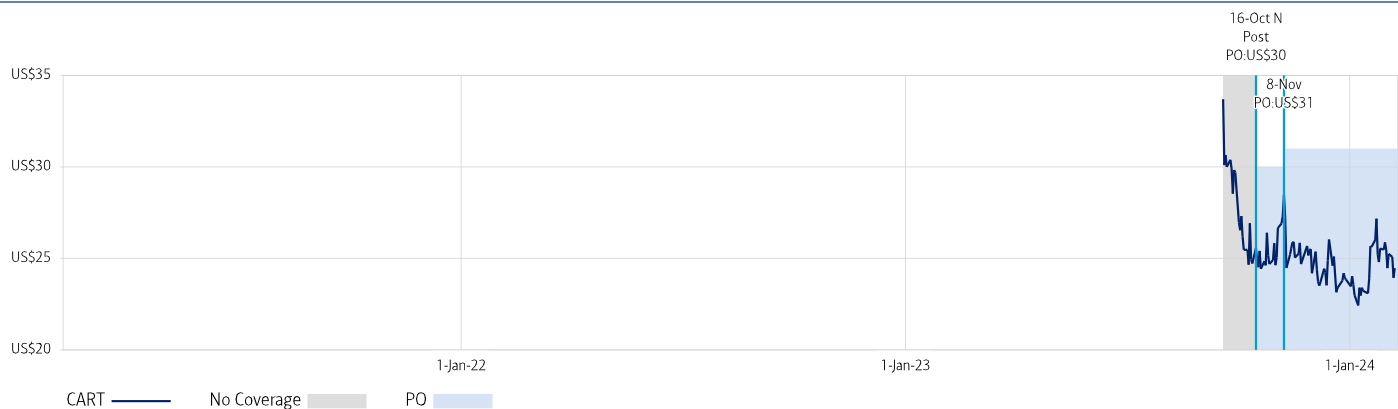 16-Oct N
Post
PO:US$30
US$35
8-Nov
PO:US$31
US$30
US$25
US$20
1-Jan-22
1-Jan-23
1-Jan-24
CART
No Coverage
PO